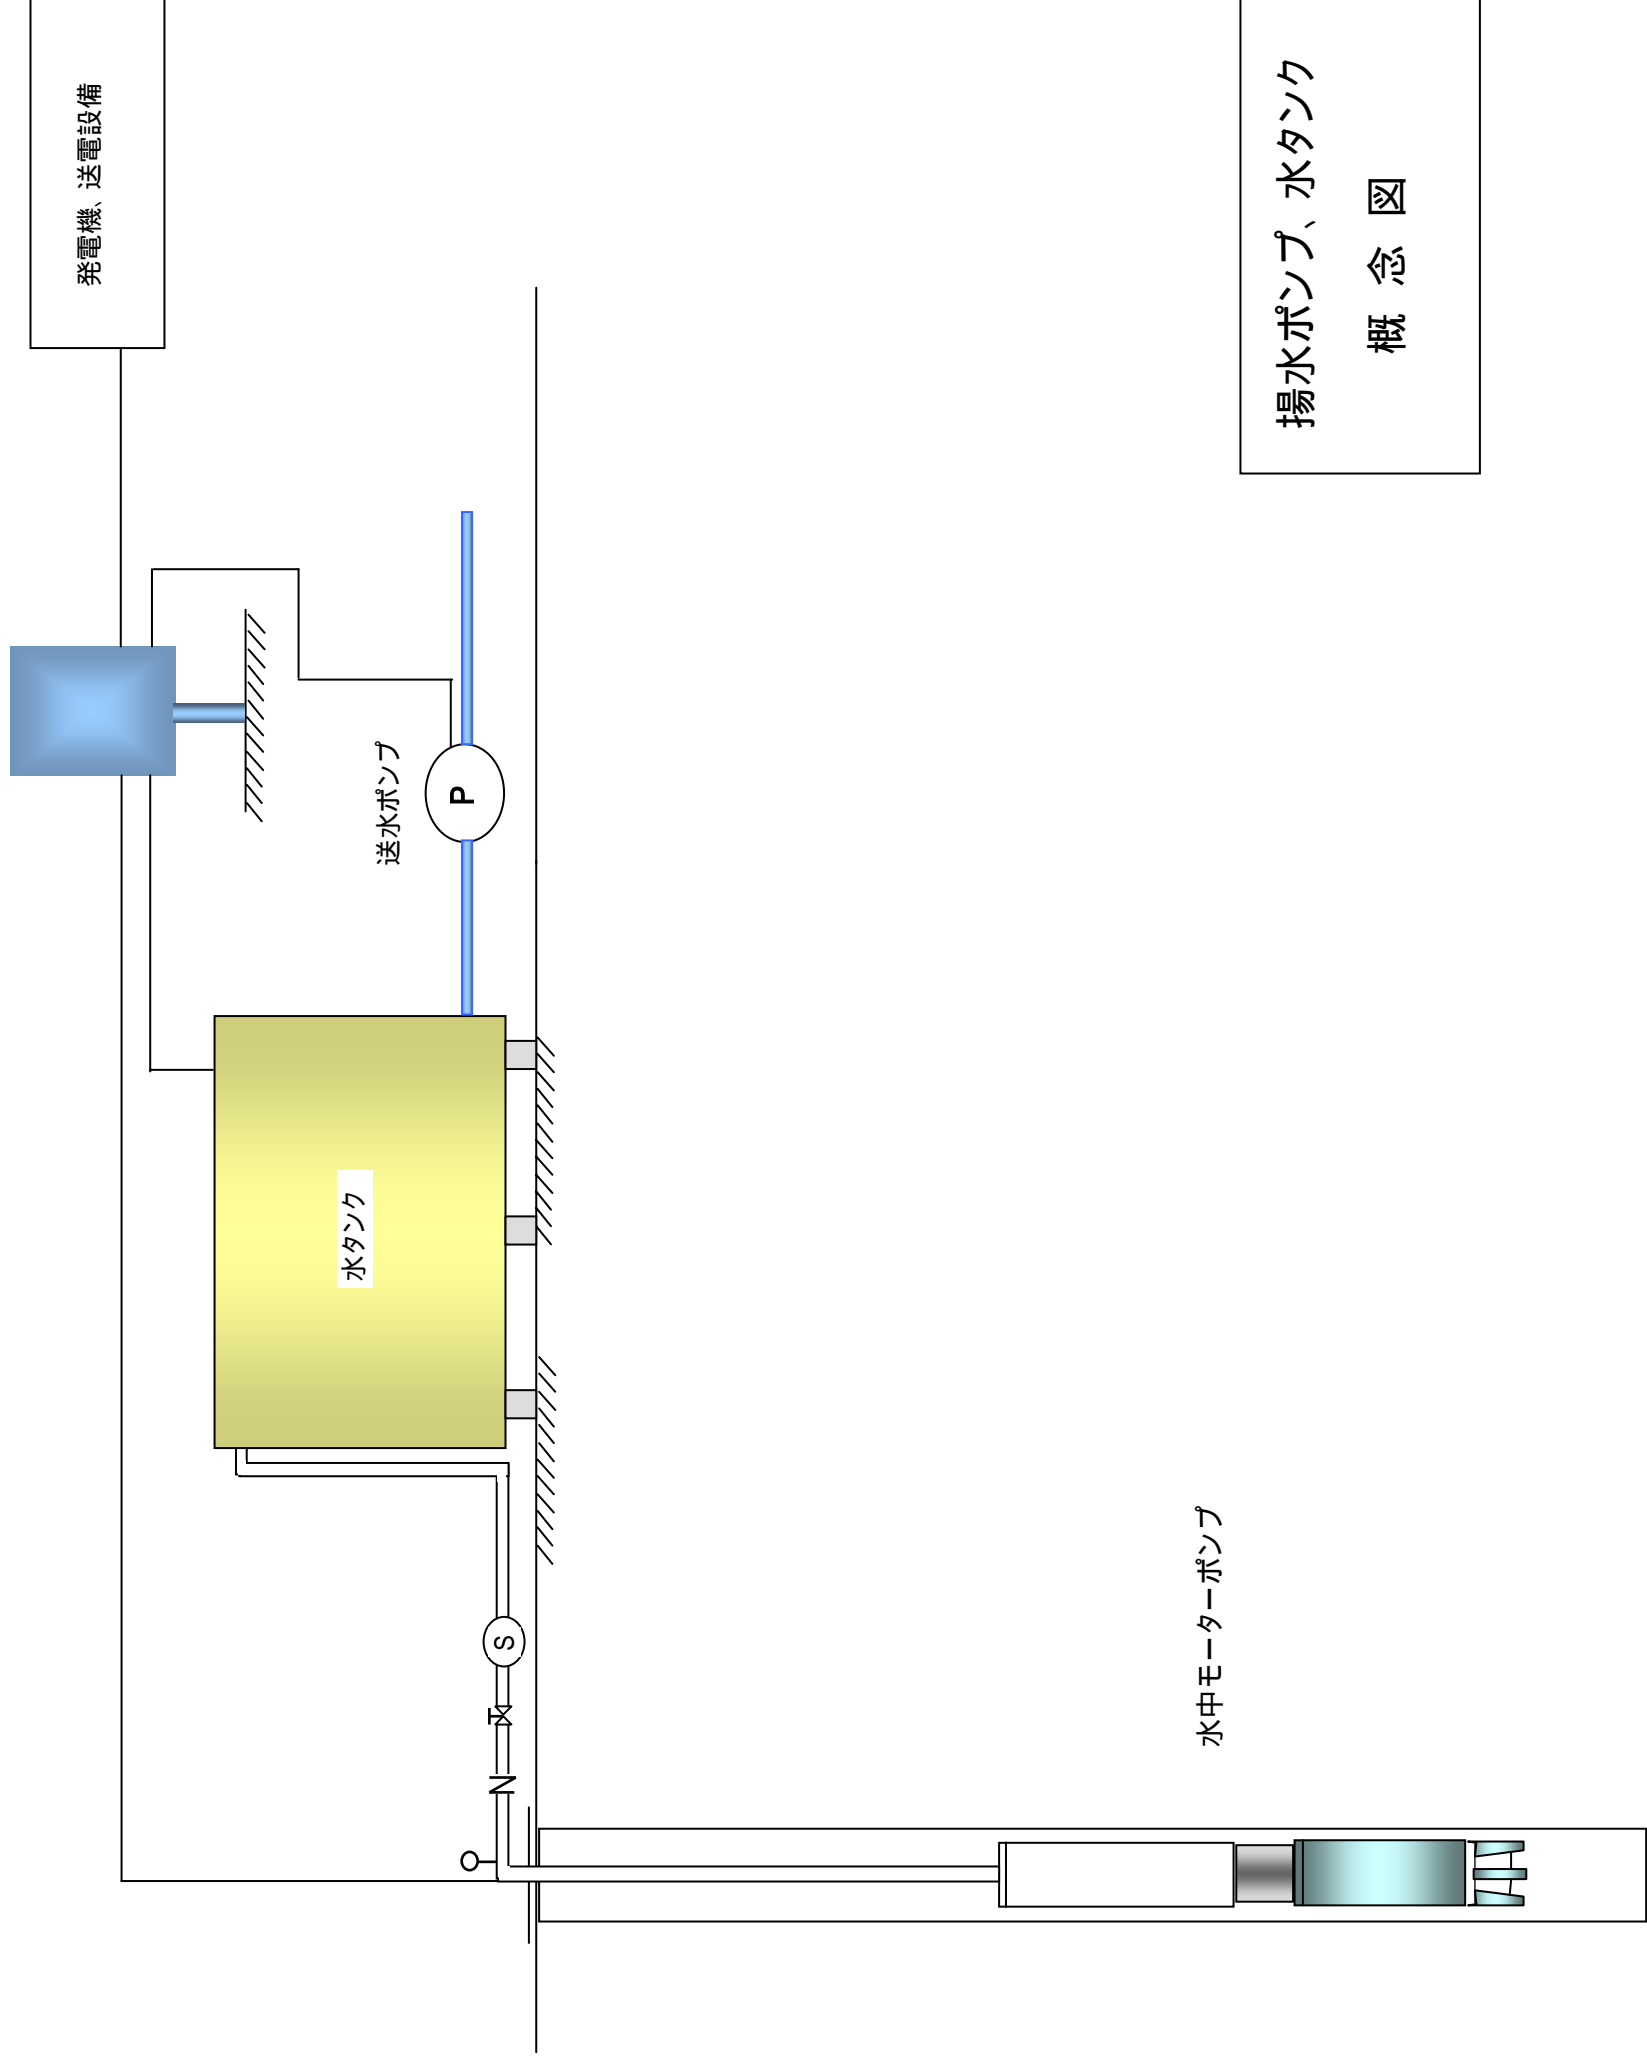 発電機、送電設備
揚水ポンプ、水タンク
概 念 図
送水ポンプ
P
水タンク
S
T
N
水中モーターポンプ